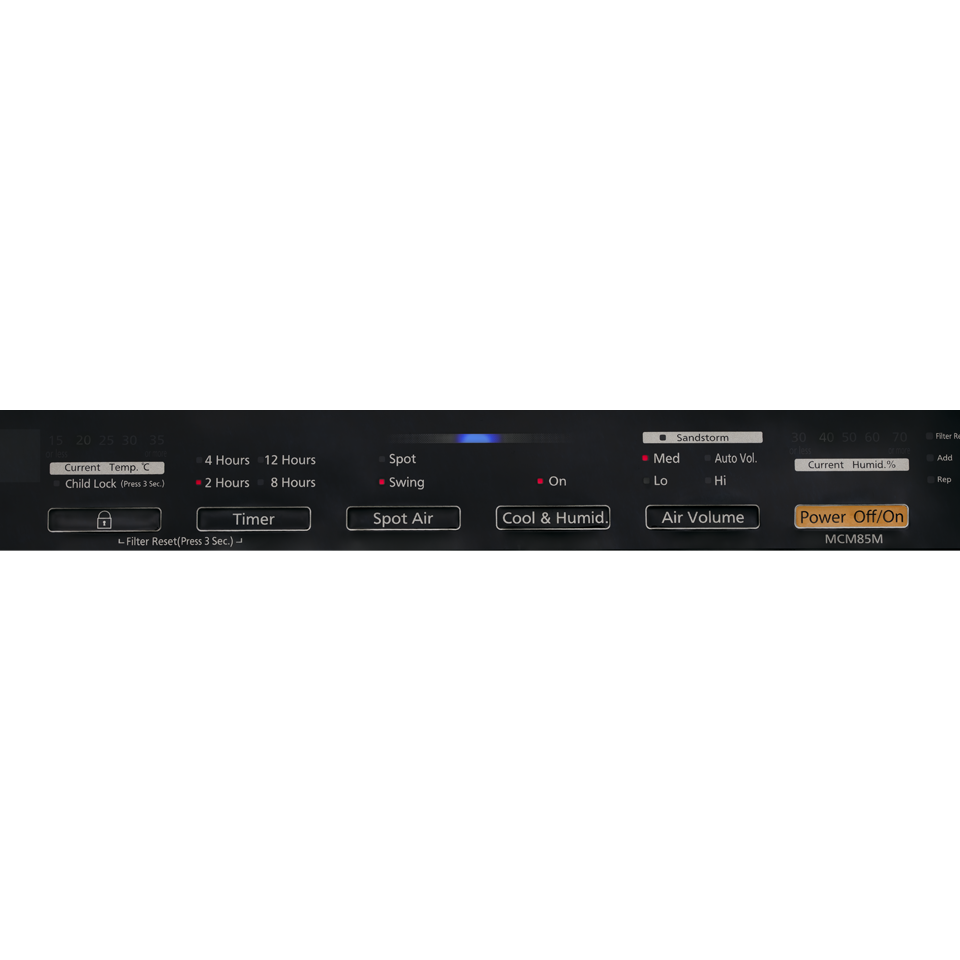 15 20 25 30 35
Current Temp. ℃
Child Lock (Press 3 Sec.)
4 Hours 12 Hours
2 Hours 8 Hours
Timer
Filter Reset(Press 3 Sec.)
Spot
Swing
Spot Air
On
Cool & Humid.
Sandstorm
Med Auto Vol.
Lo Hi
Air Volume
30 40 50 60 70
Current Humid.%
Power Off/On
MCM85M
Filter
Add
Rep